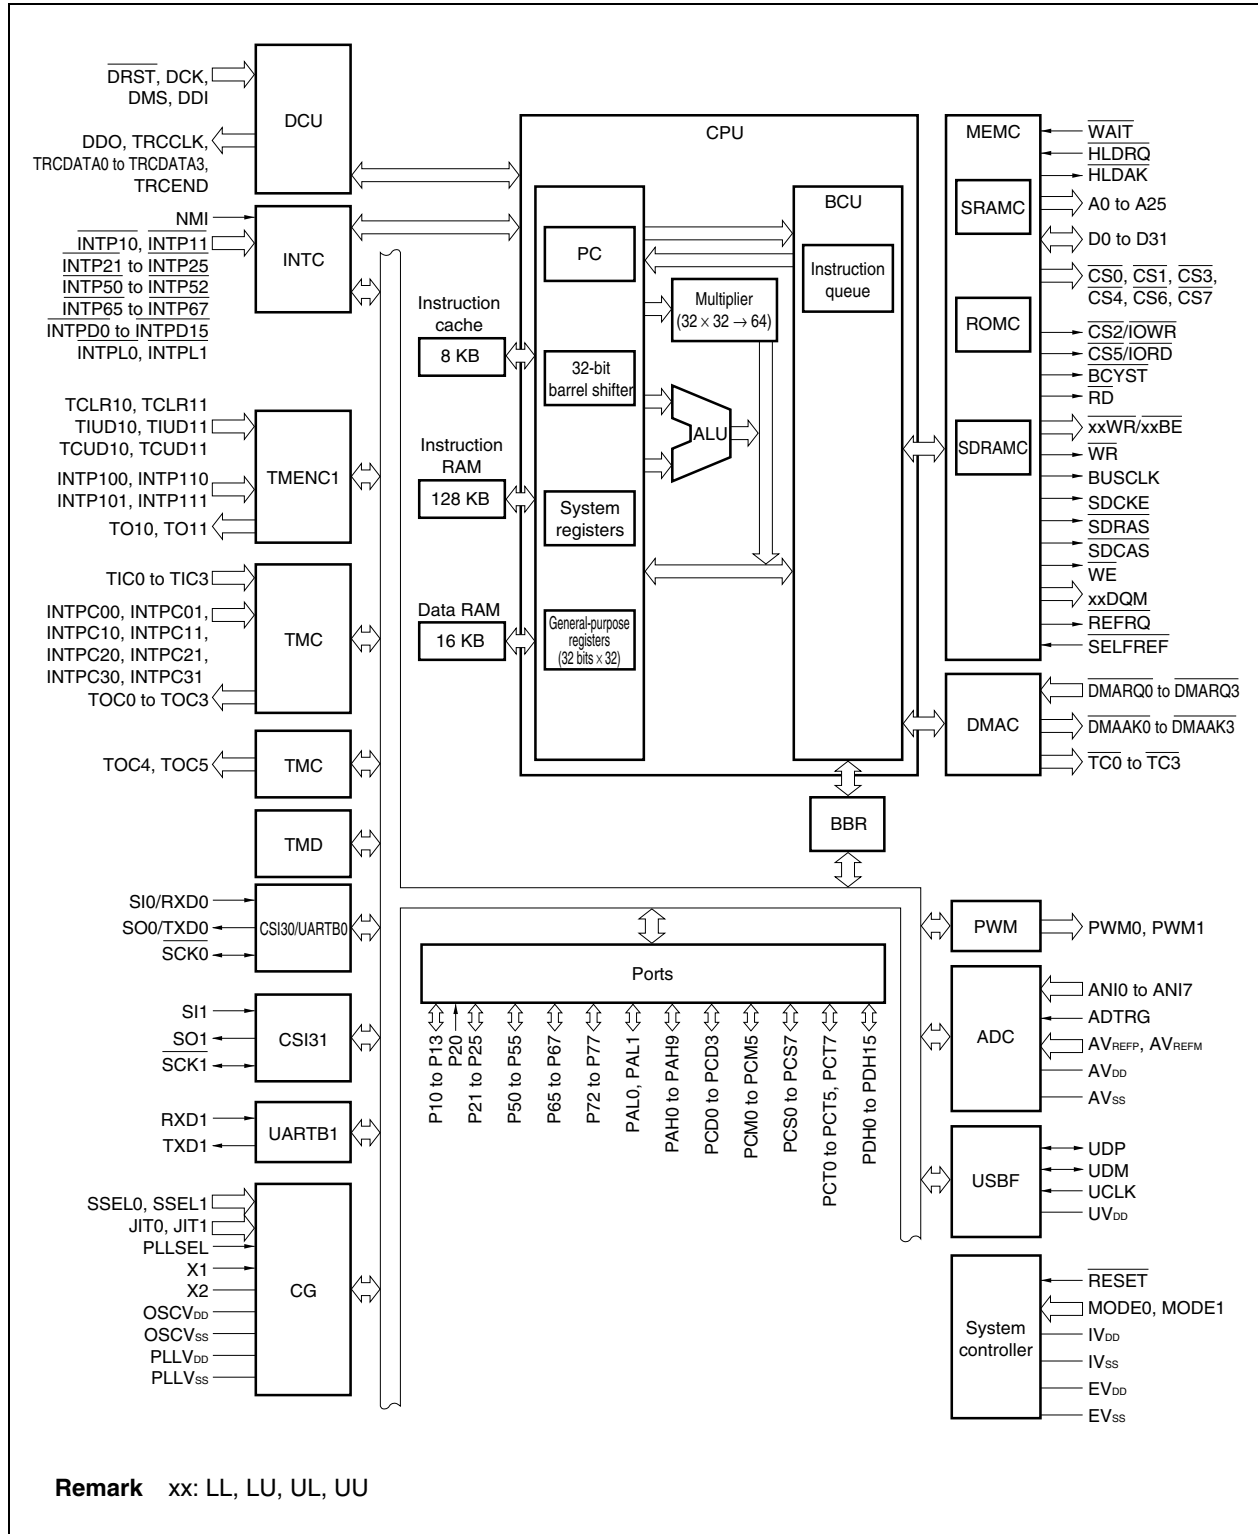 DRST, DCK,
DMS, DDI
DDO, TRCCLK,
TRCDATA0 to TRCDATA3,
TRCEND
DCU
NMI
INTP10, INTP11
INTP21 to INTP25
INTP50 to INTP52
INTP65 to INTP67
INTPD0 to INTPD15
INTPL0, INTPL1
INTC
TCLR10, TCLR11
TIUD10, TIUD11
TCUD10, TCUD11
INTP100, INTP110
INTP101, INTP111
TO10, TO11
TMENC1
TIC0 to TIC3
INTPC00, INTPC01,
INTPC10, INTPC11,
INTPC20, INTPC21,
INTPC30, INTPC31
TOC0 to TOC3
TMC
TOC4, TOC5
TMC
TMD
SI0/RXD0
SO0/TXD0
SCK0
CSI30/UARTB0
SI1
SO1
SCK1
CSI31
RXD1
TXD1
UARTB1
SSEL0, SSEL1
JIT0, JIT1
PLLSEL
X1
X2
OSCVDD
OSCVSS
PLLVDD
PLLVSS
CG
CPU
Instruction
cache
8 KB
Instruction
RAM
128 KB
Data RAM
16 KB
PC
32-bit
barrel shifter
System
registers
General-purpose
registers
(32 bits × 32)
Multiplier
(32 × 32 → 64)
ALU
BCU
Instruction
queue
BBR
Ports
P10 to P13
P20
P21 to P25
P50 to P55
P65 to P67
P72 to P77
PAL0, PAL1
PAH0 to PAH9
PCD0 to PCD3
PCM0 to PCM5
PCS0 to PCS7
PCT0 to PCT5, PCT7
PDH0 to PDH15
MEMC
SRAMC
ROMC
SDRAMC
WAIT
HLDRQ
HLDAK
A0 to A25
D0 to D31
CS0, CS1, CS3,
CS4, CS6, CS7
CS2/IOWR
CS5/IORD
BCYST
RD
xxWR/xxBE
WR
BUSCLK
SDCKE
SDRAS
SDCAS
WE
xxDQM
REFRQ
SELFREF
DMAC
DMARQ0 to DMARQ3
DMAAK0 to DMAAK3
TC0 to TC3
PWM
PWM0, PWM1
ADC
ANI0 to ANI7
ADTRG
AVREFP, AVREFM
AVDD
AVSS
USBF
UDP
UDM
UCLK
UVDD
System
controller
RESET
MODE0, MODE1
IVDD
IVSS
EVDD
EVSS
Remark xx: LL, LU, UL, UU